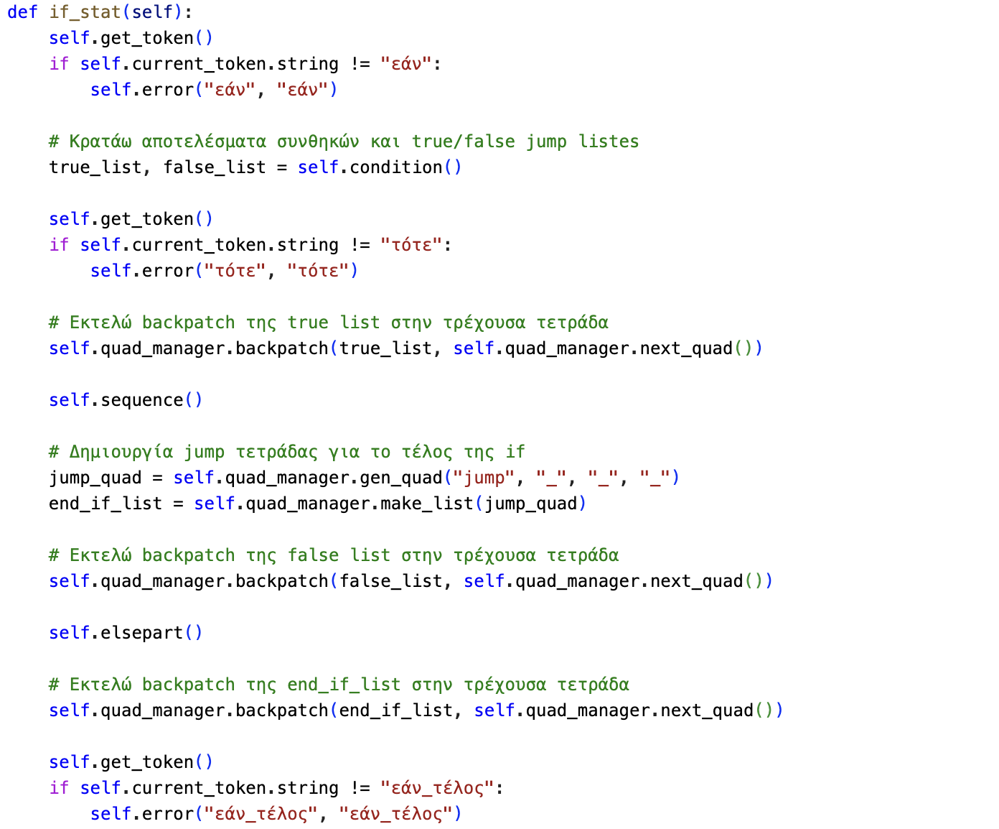 def if_stat(self):
    self.get_token()
    if self.current_token.string != "εάν":
        self.error("εάν", "εάν")

    # Κρατάω αποτελέσματα συνθηκών και true/false jump listes
    true_list, false_list = self.condition()

    self.get_token()
    if self.current_token.string != "τότε":
        self.error("τότε", "τότε")

    # Εκτελώ backpatch της true list στην τρέχουσα τετράδα
    self.quad_manager.backpatch(true_list, self.quad_manager.next_quad())

    self.sequence()

    # Δημιουργία jump τετράδας για το τέλος της if
    jump_quad = self.quad_manager.gen_quad("jump", "_", "_", "_")
    end_if_list = self.quad_manager.make_list(jump_quad)

    # Εκτελώ backpatch της false list στην τρέχουσα τετράδα
    self.quad_manager.backpatch(false_list, self.quad_manager.next_quad())

    self.elsepart()

    # Εκτελώ backpatch της end_if_list στην τρέχουσα τετράδα
    self.quad_manager.backpatch(end_if_list, self.quad_manager.next_quad())

    self.get_token()
    if self.current_token.string != "εάν_τέλος":
        self.error("εάν_τέλος", "εάν_τέλος")